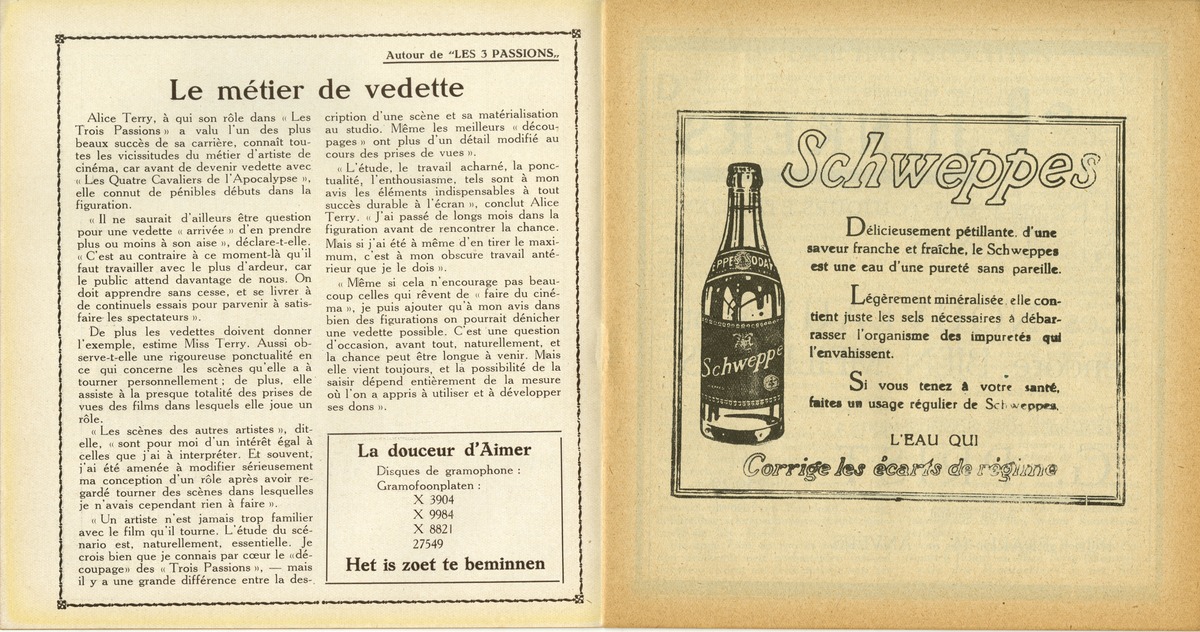 Autour de "LES 3 PASSIONS„
Le métier de vedette
Alice Terry, à qui son rôle dans « Les
Trois Passions » a valu l'un des plus
beaux succès de sa carrière, connaît tou-
tes les vicissitudes du métier d'artiste de
cinéma, car avant de devenir vedette avec
« Les Quatre Cavaliers de l'Apocalypse »,
elle connut de pénibles débuts dans la
figuration.
« Il ne saurait d'ailleurs être question
pour une vedette « arrivée » d'en prendre
plus ou moins à son aise », déclare-t-elle.
« C'est au contraire à ce moment-là qu'il
faut travailler avec le plus d'ardeur, car
le public attend davantage de nous. On
doit apprendre sans cesse, et se livrer à
de continuels essais pour parvenir à satis-
faire les spectateurs ».
De plus les vedettes doivent donner
l'exemple, estime Miss Terry. Aussi ob-
serve-t-elle une rigoureuse ponctualité en
ce qui concerne les scènes qu'elle a à
tourner personnellement ; de plus, elle
assiste à la presque totalité des prises de
vues des films dans lesquels elle joue un
rôle.
« Les scènes des autres artistes », dit-
elle, « sont pour moi d'un intérêt égal à
celles que j'ai à interpréter. Et souvent,
j'ai été amenée à modifier sérieusement
ma conception d'un rôle après avoir re-
gardé tourner des scènes dans lesquelles
je n'avais cependant rien à faire ».
« Un artiste n'est jamais trop familier
avec le film qu'il tourne. L'étude du scé-
nario est, naturellement, essentielle. Je
crois bien que je connais par cœur le «dé-
coupage» des « Trois Passions », — mais
il y a une grande différence entre la des-
cription d'une scène et sa matérialisation
au studio. Même les meilleurs « décou-
pages » ont plus d'un détail modifié au
cours des prises de vues ».
« L'étude, le travail acharné, la ponc-
tualité, l'enthousiasme, tels sont à mon
avis les éléments indispensables à tout
succès durable à l'écran », conclut Alice
Terry. « J'ai passé de longs mois dans la
figuration avant de rencontrer la chance.
Mais si j'ai été à même d'en tirer le maxi-
mum, c'est à mon obscure travail anté-
rieur que je le dois ».
« Même si cela n'encourage pas beau-
coup celles qui rêvent de « faire du ciné-
ma », je puis ajouter qu'à mon avis dans
bien des figurations on pourrait dénicher
une vedette possible. C'est une question
d'occasion, avant tout, naturellement, et
la chance peut être longue à venir. Mais
elle vient toujours, et la possibilité de la
saisir dépend entièrement de la mesure
où l'on a appris à utiliser et à développer
ses dons ».
La douceur d'Aimer
Disques de gramophone :
Gramofoonplaten :
X 3904
X 9984
X 8821
27549
Het is zoet te beminnen
Schweppes
Délicieusement pétillante. d'une
saveur franche et fraîche, le Schweppes
est une eau d'une pureté sans pareille.
Légèrement minéralisée, elle con-
tient juste les sels nécessaires à débar-
rasser l'organisme des impuretés qui
l'envahissent.
Si vous tenez à votre santé,
faites un usage régulier de Schweppes.
L'EAU QUI
Corrige les écarts de régime
EPPE'S SODA
Schweppe